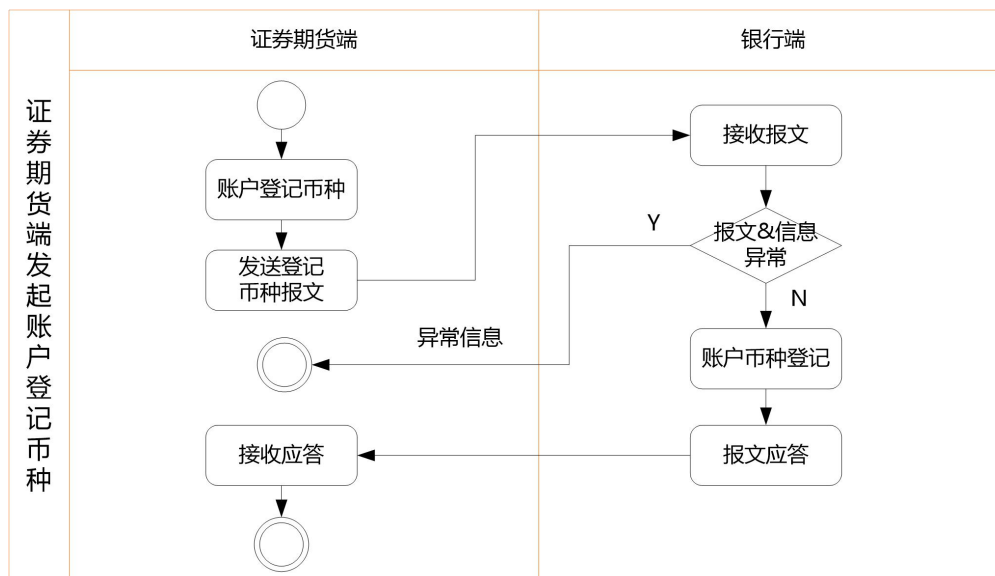 证券期货端发起账户登记币种
证券期货端
银行端
账户登记币种
发送登记
币种报文
接收报文
报文&信息
异常
Y
N
异常信息
账户币种登记
接收应答
报文应答